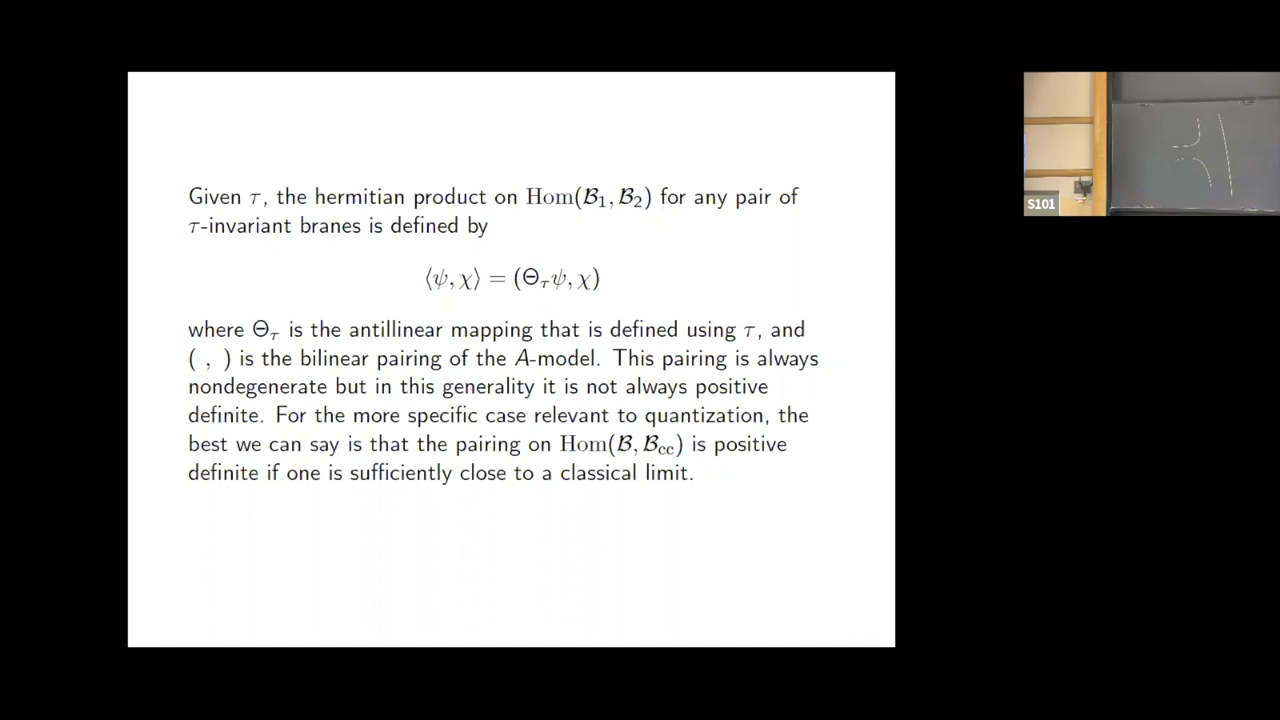 Given τ, the hermitian product on Hom(ℬ₁, ℬ₂) for any pair of
τ-invariant branes is defined by
⟨ψ, χ⟩ = (Θ_τψ, χ)
where Θ_τ is the antillinear mapping that is defined using τ, and
( , ) is the bilinear pairing of the A-model. This pairing is always
nondegenerate but in this generality it is not always positive
definite. For the more specific case relevant to quantization, the
best we can say is that the pairing on Hom(ℬ, ℬ_cc) is positive
definite if one is sufficiently close to a classical limit.
S101